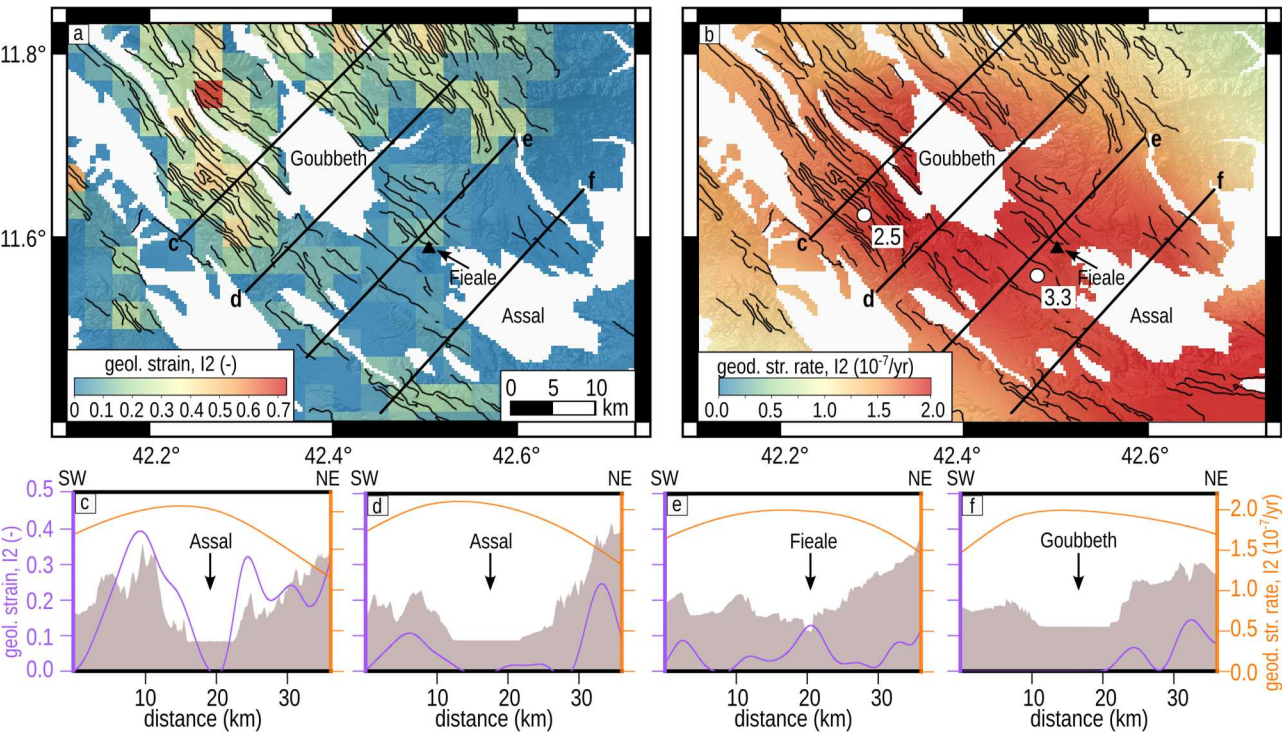 a
b
11.8°
11.6°
Goubbeth
Goubbeth
e
f
e
f
c
d
c
d
2.5
3.3
Fieale
Fieale
Assal
Assal
geol. strain, I2 (-)
0 0.1 0.2 0.3 0.4 0.5 0.6 0.7
0 5 10
km
geod. str. rate, I2 (10⁻⁷/yr)
0.0 0.5 1.0 1.5 2.0
42.2° 42.4° 42.6° 42.2° 42.4° 42.6°
SW NE SW NE SW NE SW NE
c d e f
Assal Assal Fieale Goubbeth
geol. strain, I2 (-)
0.5
0.4
0.3
0.2
0.1
0.0
2.0
1.5
1.0
0.5
0.0
geod. str. rate, I2 (10⁻⁷/yr)
10 20 30 10 20 30 10 20 30 10 20 30
distance (km) distance (km) distance (km) distance (km)